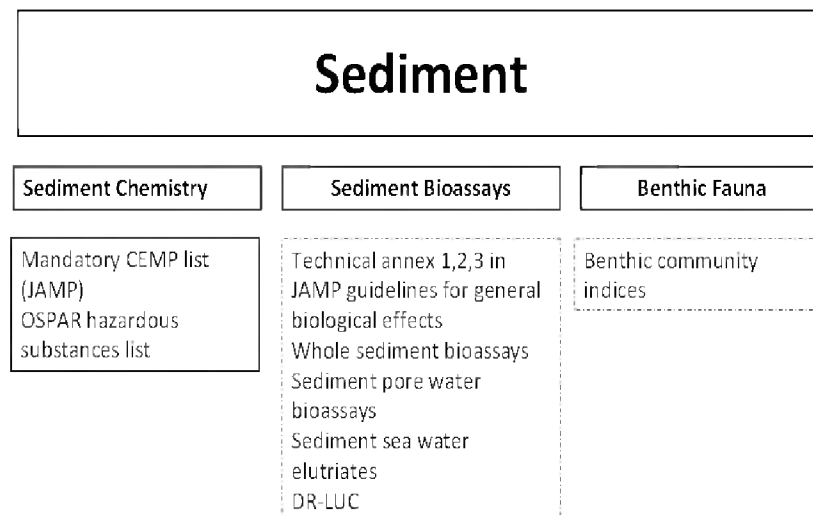 Sediment
Sediment Chemistry
Sediment Bioassays
Benthic Fauna
Mandatory CEMP list
(JAMP)
OSPAR hazardous
substances list
Technical annex 1,2,3 in
JAMP guidelines for general
biological effects
Whole sediment bioassays
Sediment pore water
bioassays
Sediment sea water
elutriates
DR-LUC
Benthic community
indices